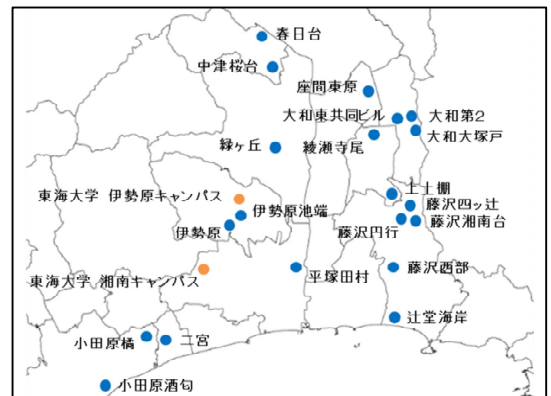 春日台
中津桜台
座間東原
大和東共同ビル
大和第2
大和大塚戸
緑ヶ丘
綾瀬寺尾
東海大学 伊勢原キャンパス
上土棚
藤沢四ッ辻
伊勢原池端
伊勢原
藤沢円行
藤沢湘南台
東海大学 湘南キャンパス
平塚田村
藤沢西部
辻堂海岸
小田原橘
二宮
小田原酒匂